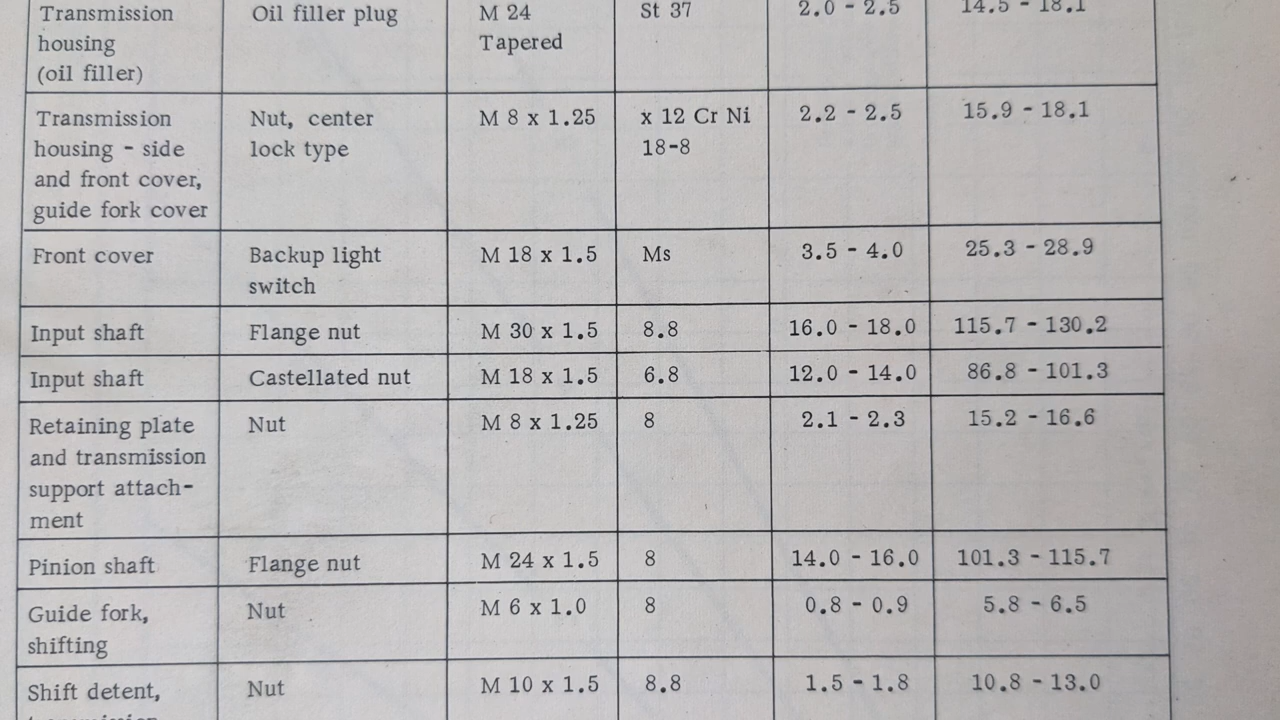 Transmission Oil filler plug M 24 St 37 2.0 - 2.5 14.5 - 18.1
housing Tapered
(oil filler)
Transmission Nut, center M 8 x 1.25 x 12 Cr Ni 2.2 - 2.5 15.9 - 18.1
housing - side lock type 18-8
and front cover,
guide fork cover
Front cover Backup light M 18 x 1.5 Ms 3.5 - 4.0 25.3 - 28.9
switch
Input shaft Flange nut M 30 x 1.5 8.8 16.0 - 18.0 115.7 - 130.2
Input shaft Castellated nut M 18 x 1.5 6.8 12.0 - 14.0 86.8 - 101.3
Retaining plate Nut M 8 x 1.25 8 2.1 - 2.3 15.2 - 16.6
and transmission
support attach-
ment
Pinion shaft Flange nut M 24 x 1.5 8 14.0 - 16.0 101.3 - 115.7
Guide fork, Nut M 6 x 1.0 8 0.8 - 0.9 5.8 - 6.5
shifting
Shift detent, Nut M 10 x 1.5 8.8 1.5 - 1.8 10.8 - 13.0